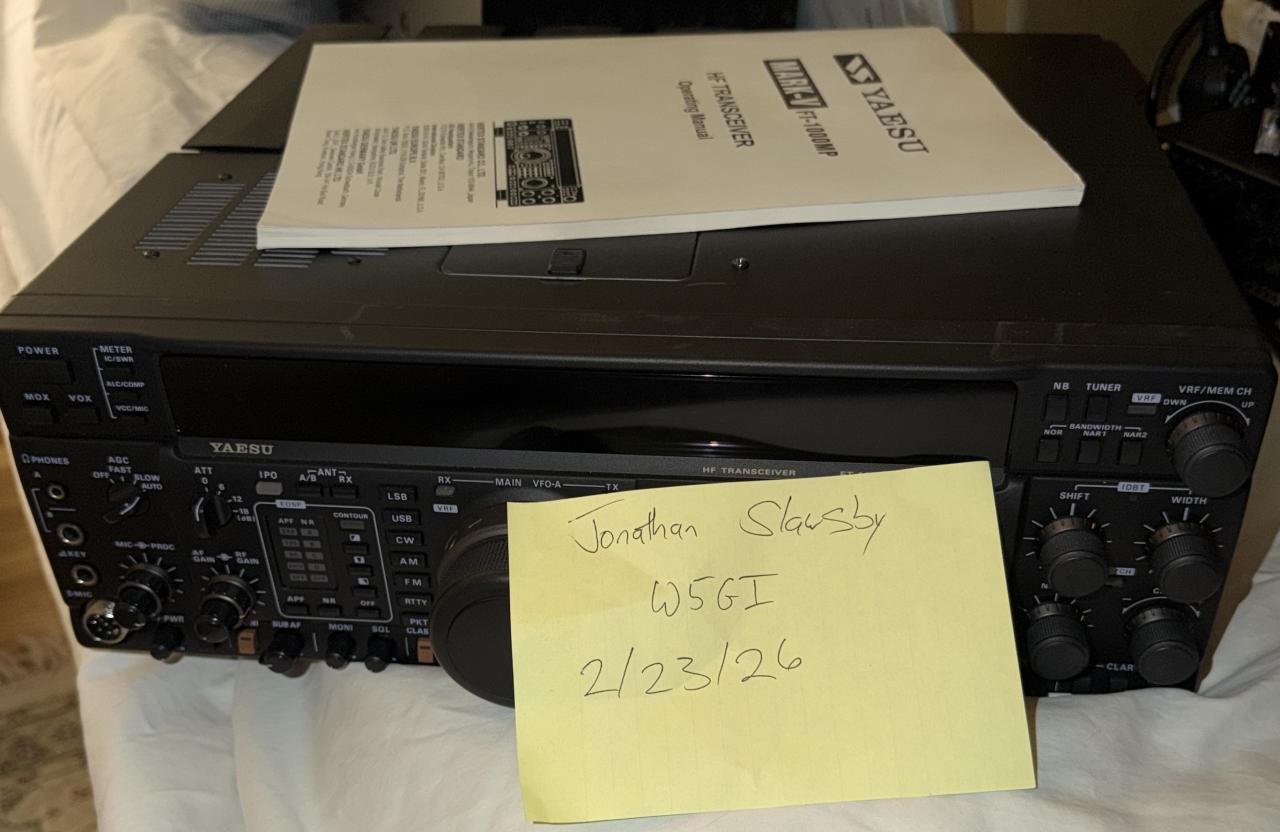 YAESU
MARK-V FT-1000MP
HF TRANSCEIVER
Operating Manual
POWER
METER
IC/SWR
ALC/COMP
VCC/MIC
MOX VOX
YAESU
HF TRANSCEIVER
NB TUNER
VRF
VRF/MEM CH
DWN UP
BANDWIDTH
NOR NAR1 NAR2
PHONES
A
B
KEY
MIC
AGC
OFF FAST SLOW AUTO
ATT
0 6 12 18 (dB)
IPO
ANT
A/B RX
EDSP
APF NR
CONTOUR
APF NR OFF
MIC PROC
AF GAIN RF GAIN
PWR
SUB AF
MONI
SQL
LSB
USB
CW
AM
FM
RTTY
PKT
CLAR
RX MAIN VFO-A TX
VRF
IDBT
SHIFT WIDTH
CLAR
Jonathan Slawsby
W5GI
2/23/26